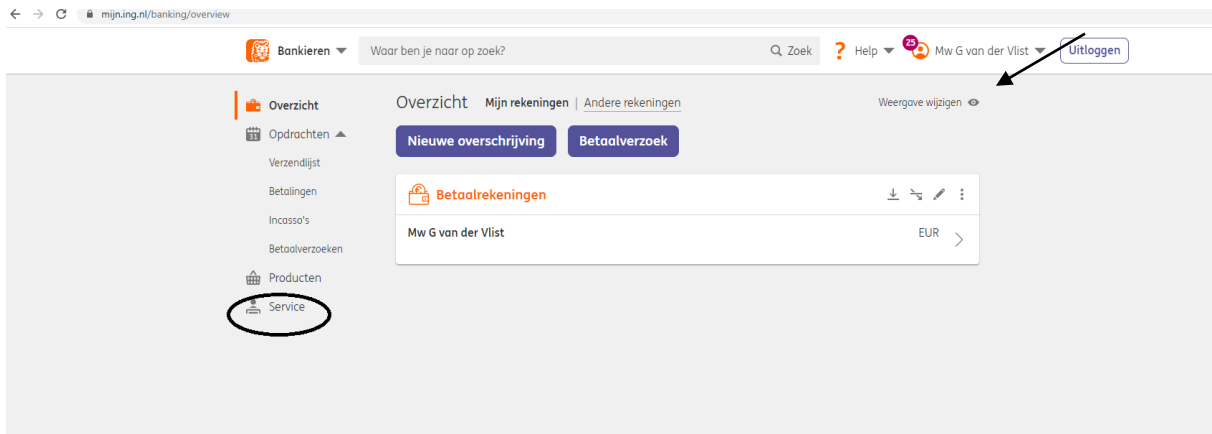 mijn.ing.nl/banking/overview
Bankieren Waar ben je naar op zoek? Zoek ? Help 25 Mw G van der Vlist Uitloggen
Overzicht
31 Opdrachten
Verzendlijst
Betalingen
Incasso's
Betaalverzoeken
Producten
Service
Overzicht Mijn rekeningen | Andere rekeningen Weergave wijzigen
Nieuwe overschrijving Betaalverzoek
Betaalrekeningen
Mw G van der Vlist EUR